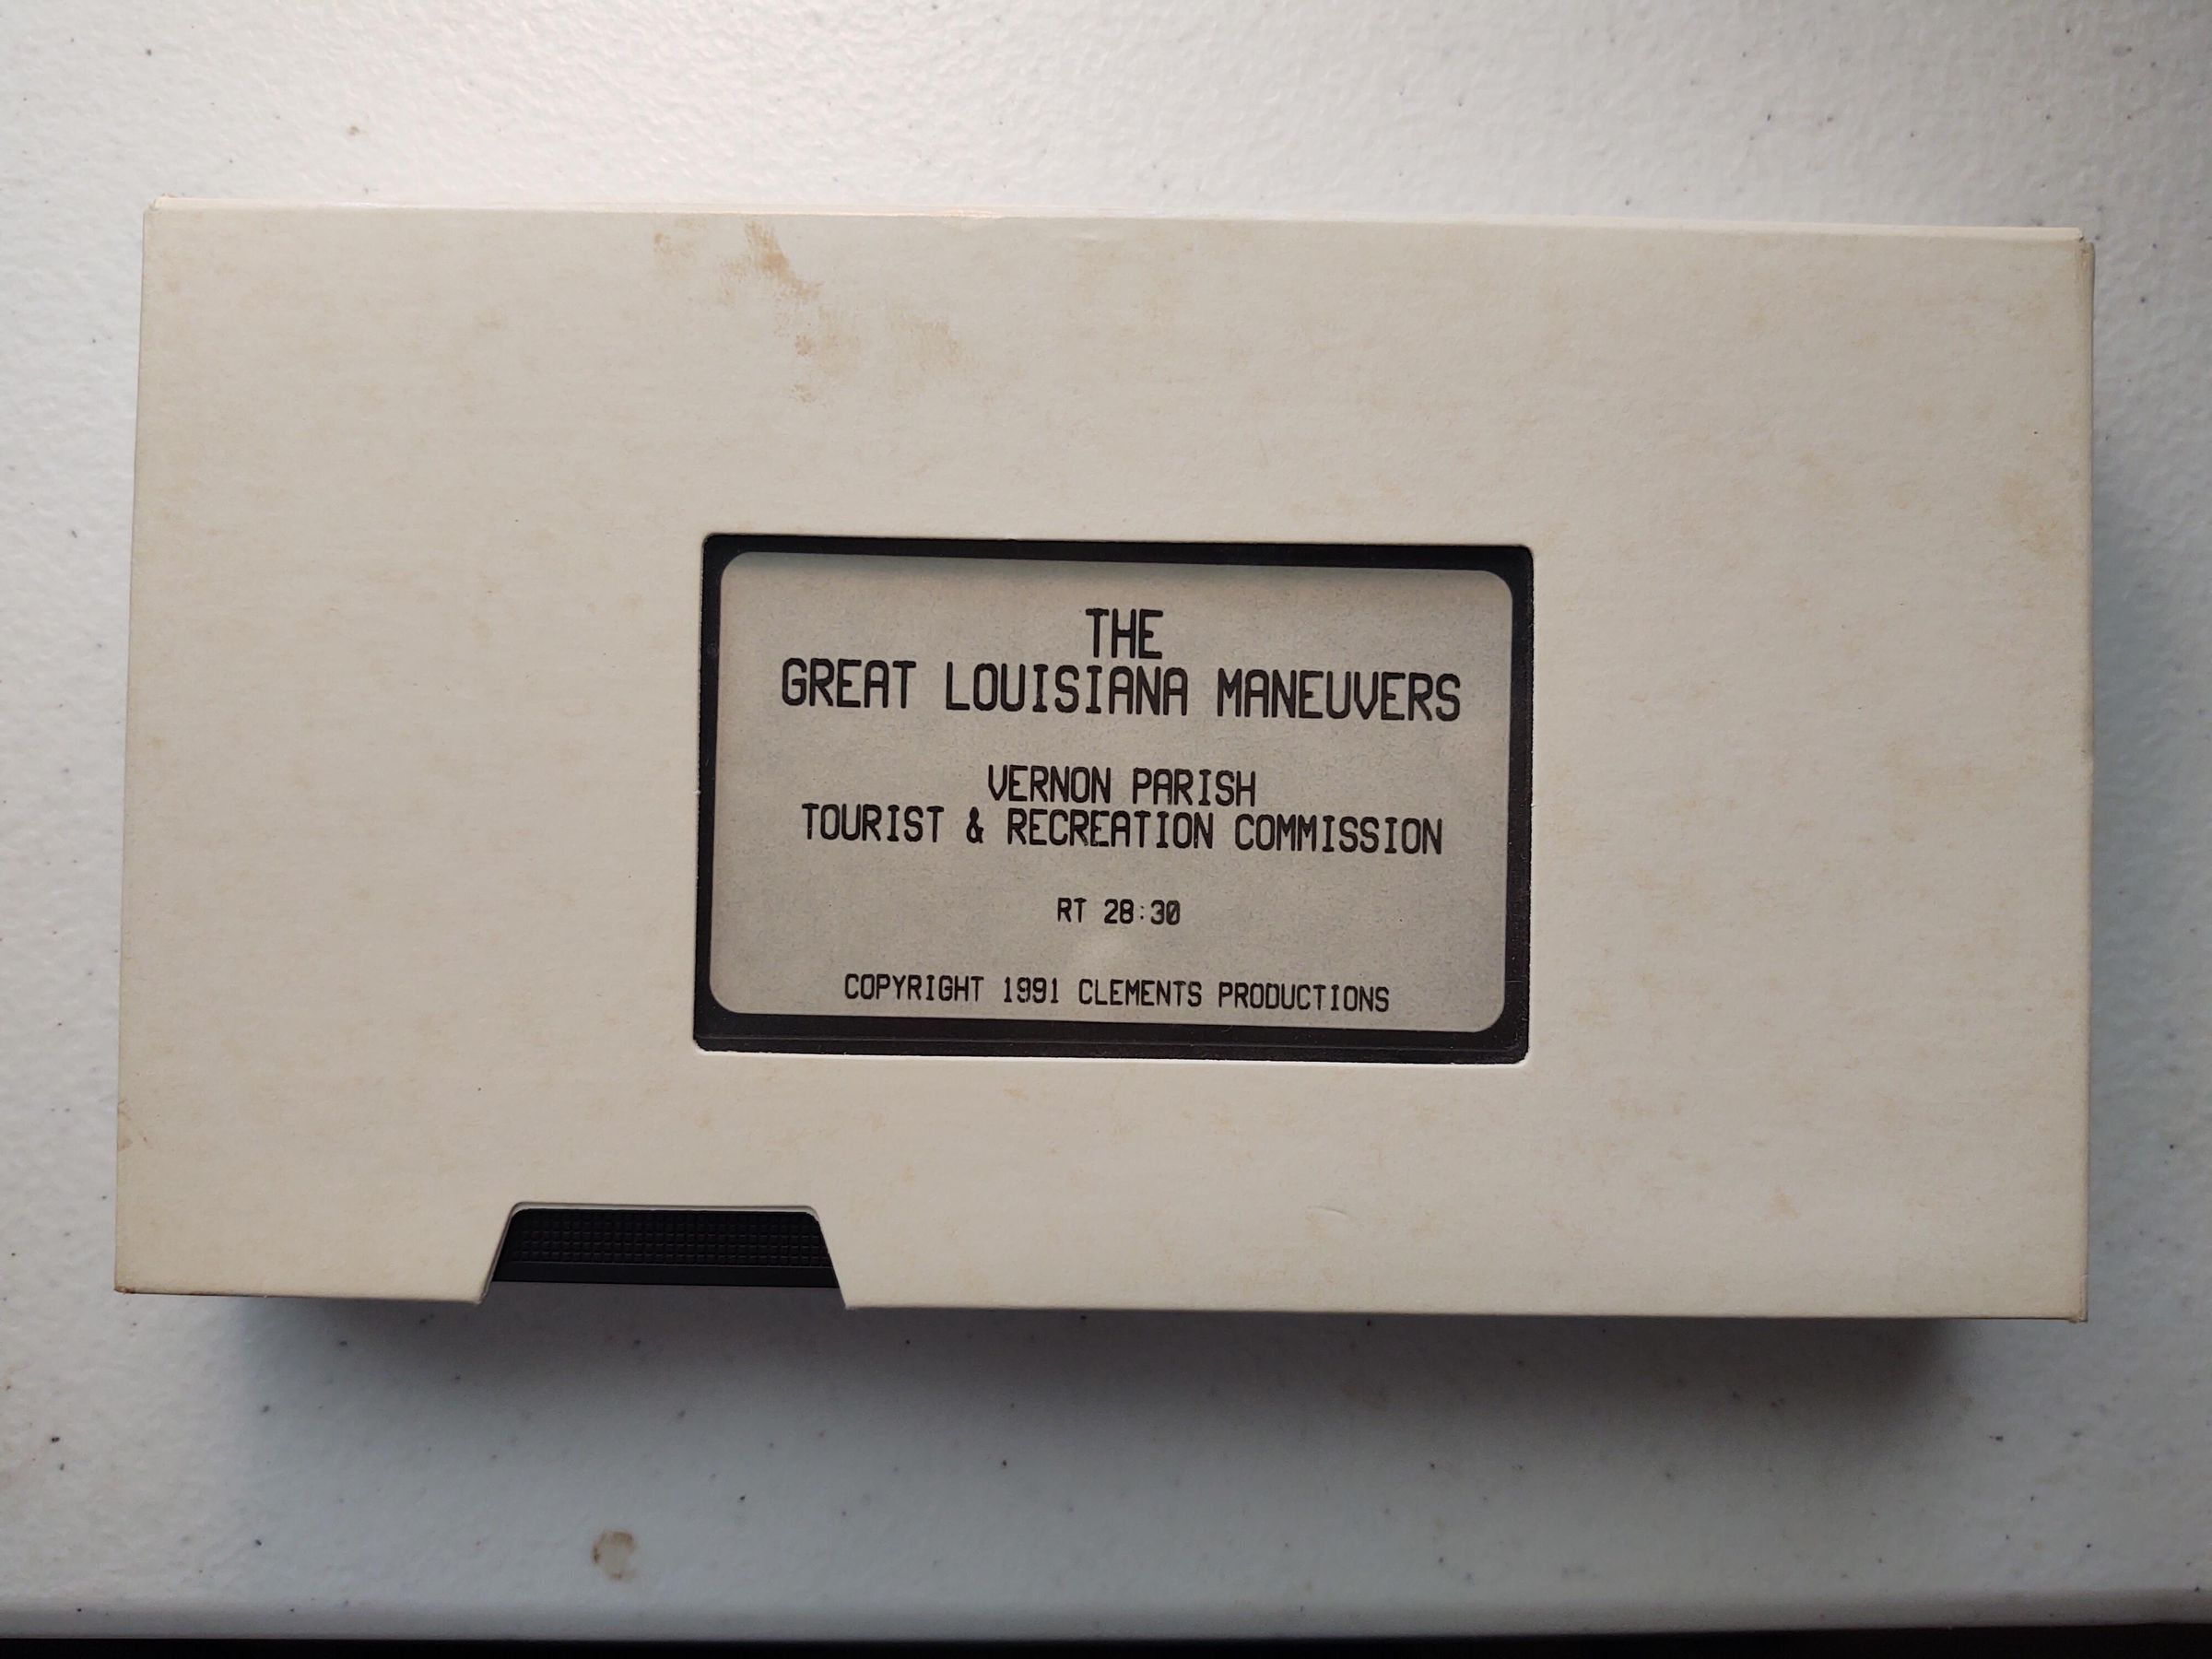 THE
GREAT LOUISIANA MANEUVERS
VERNON PARISH
TOURIST & RECREATION COMMISSION
RT 28:30
COPYRIGHT 1991 CLEMENTS PRODUCTIONS